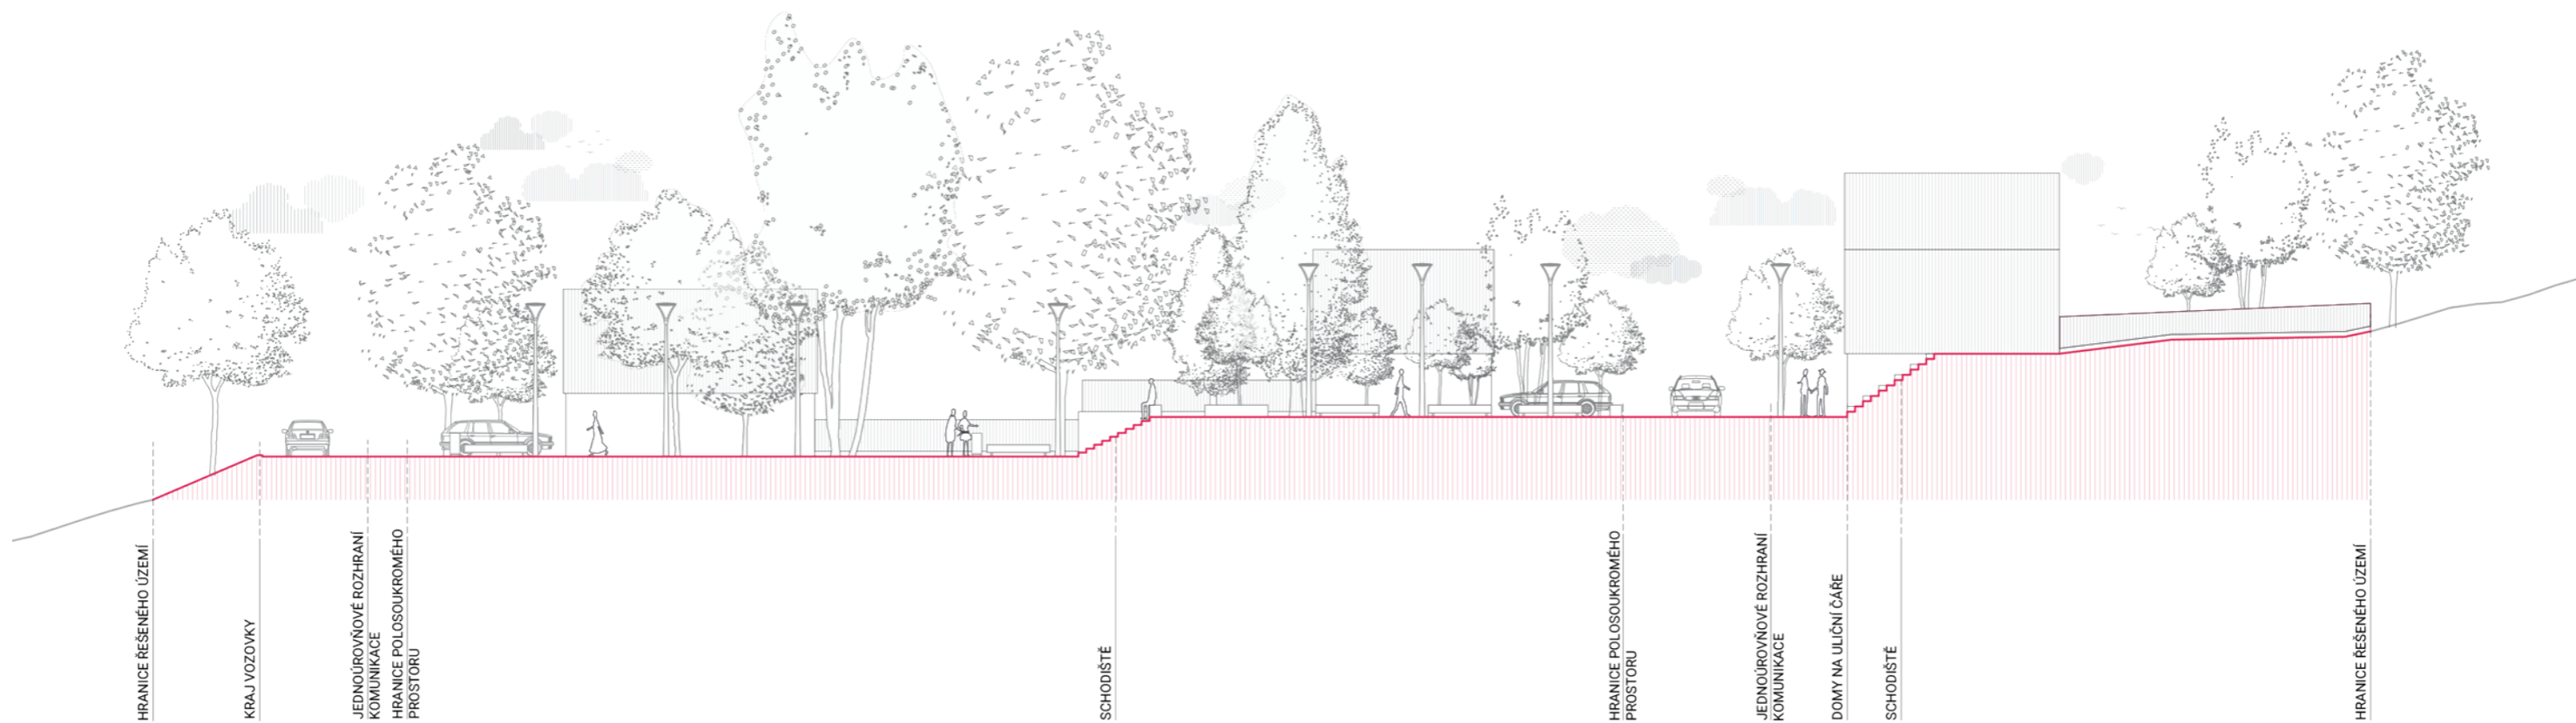 HRANICE ŘEŠENÉHO ÚZEMÍ
KRAJ VOZOVKY
JEDNOÚROVŇOVÉ ROZHRANÍ
KOMUNIKACE
HRANICE POLOSOUKROMÉHO
PROSTORU
SCHODIŠTĚ
HRANICE POLOSOUKROMÉHO
PROSTORU
JEDNOÚROVŇOVÉ ROZHRANÍ
KOMUNIKACE
DOMY NA ULIČNÍ ČÁŘE
SCHODIŠTĚ
HRANICE ŘEŠENÉHO ÚZEMÍ